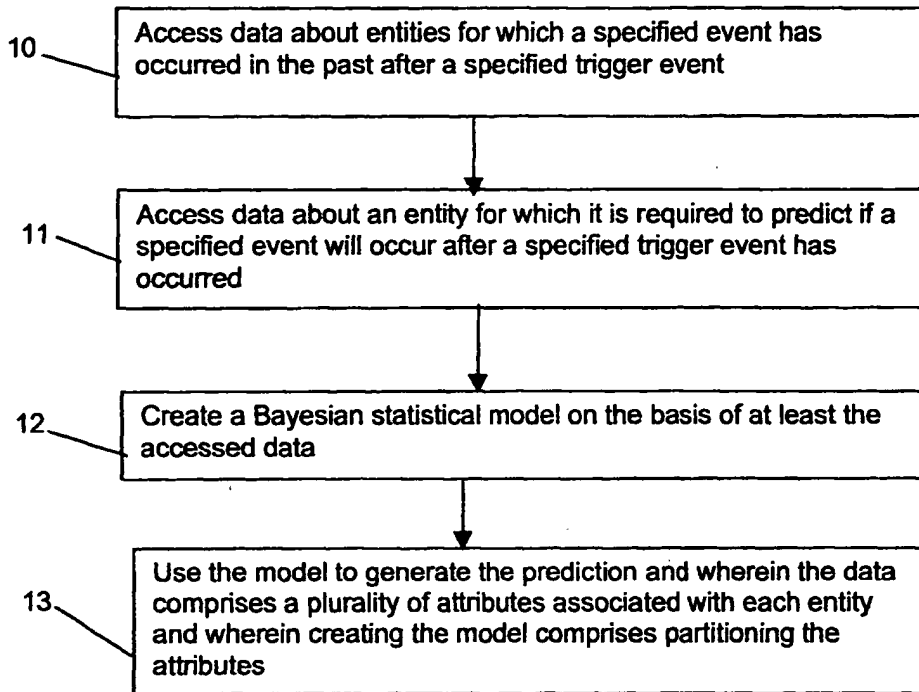 10
Access data about entities for which a specified event has
occurred in the past after a specified trigger event
11
Access data about an entity for which it is required to predict if a
specified event will occur after a specified trigger event has
occurred
12
Create a Bayesian statistical model on the basis of at least the
accessed data
13
Use the model to generate the prediction and wherein the data
comprises a plurality of attributes associated with each entity
and wherein creating the model comprises partitioning the
attributes